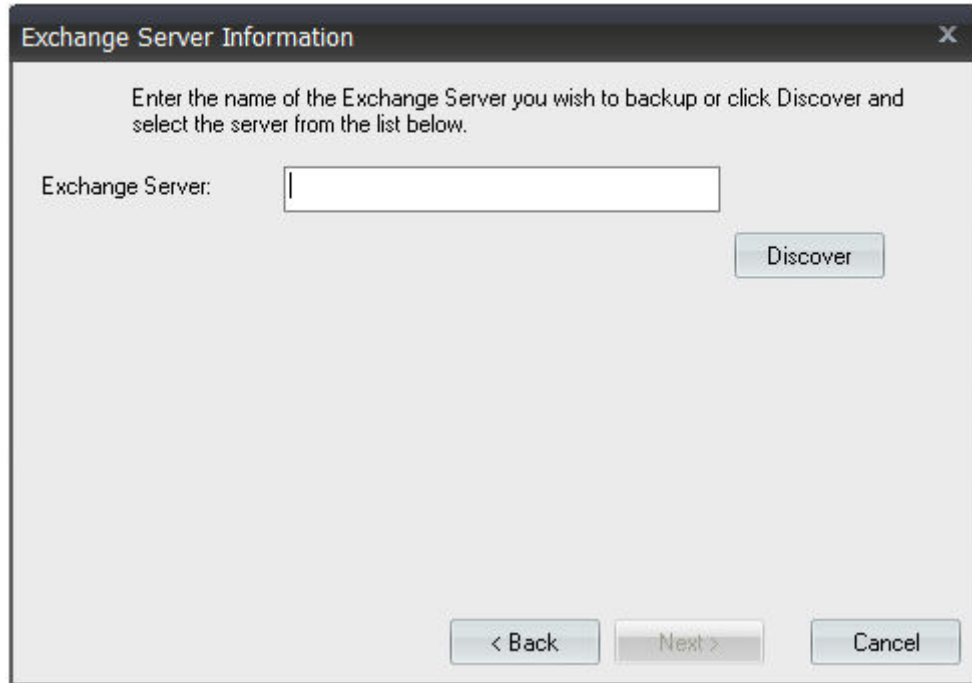 Exchange Server Information
x
Enter the name of the Exchange Server you wish to backup or click Discover and
select the server from the list below.
Exchange Server:
Discover
< Back
Next >
Cancel